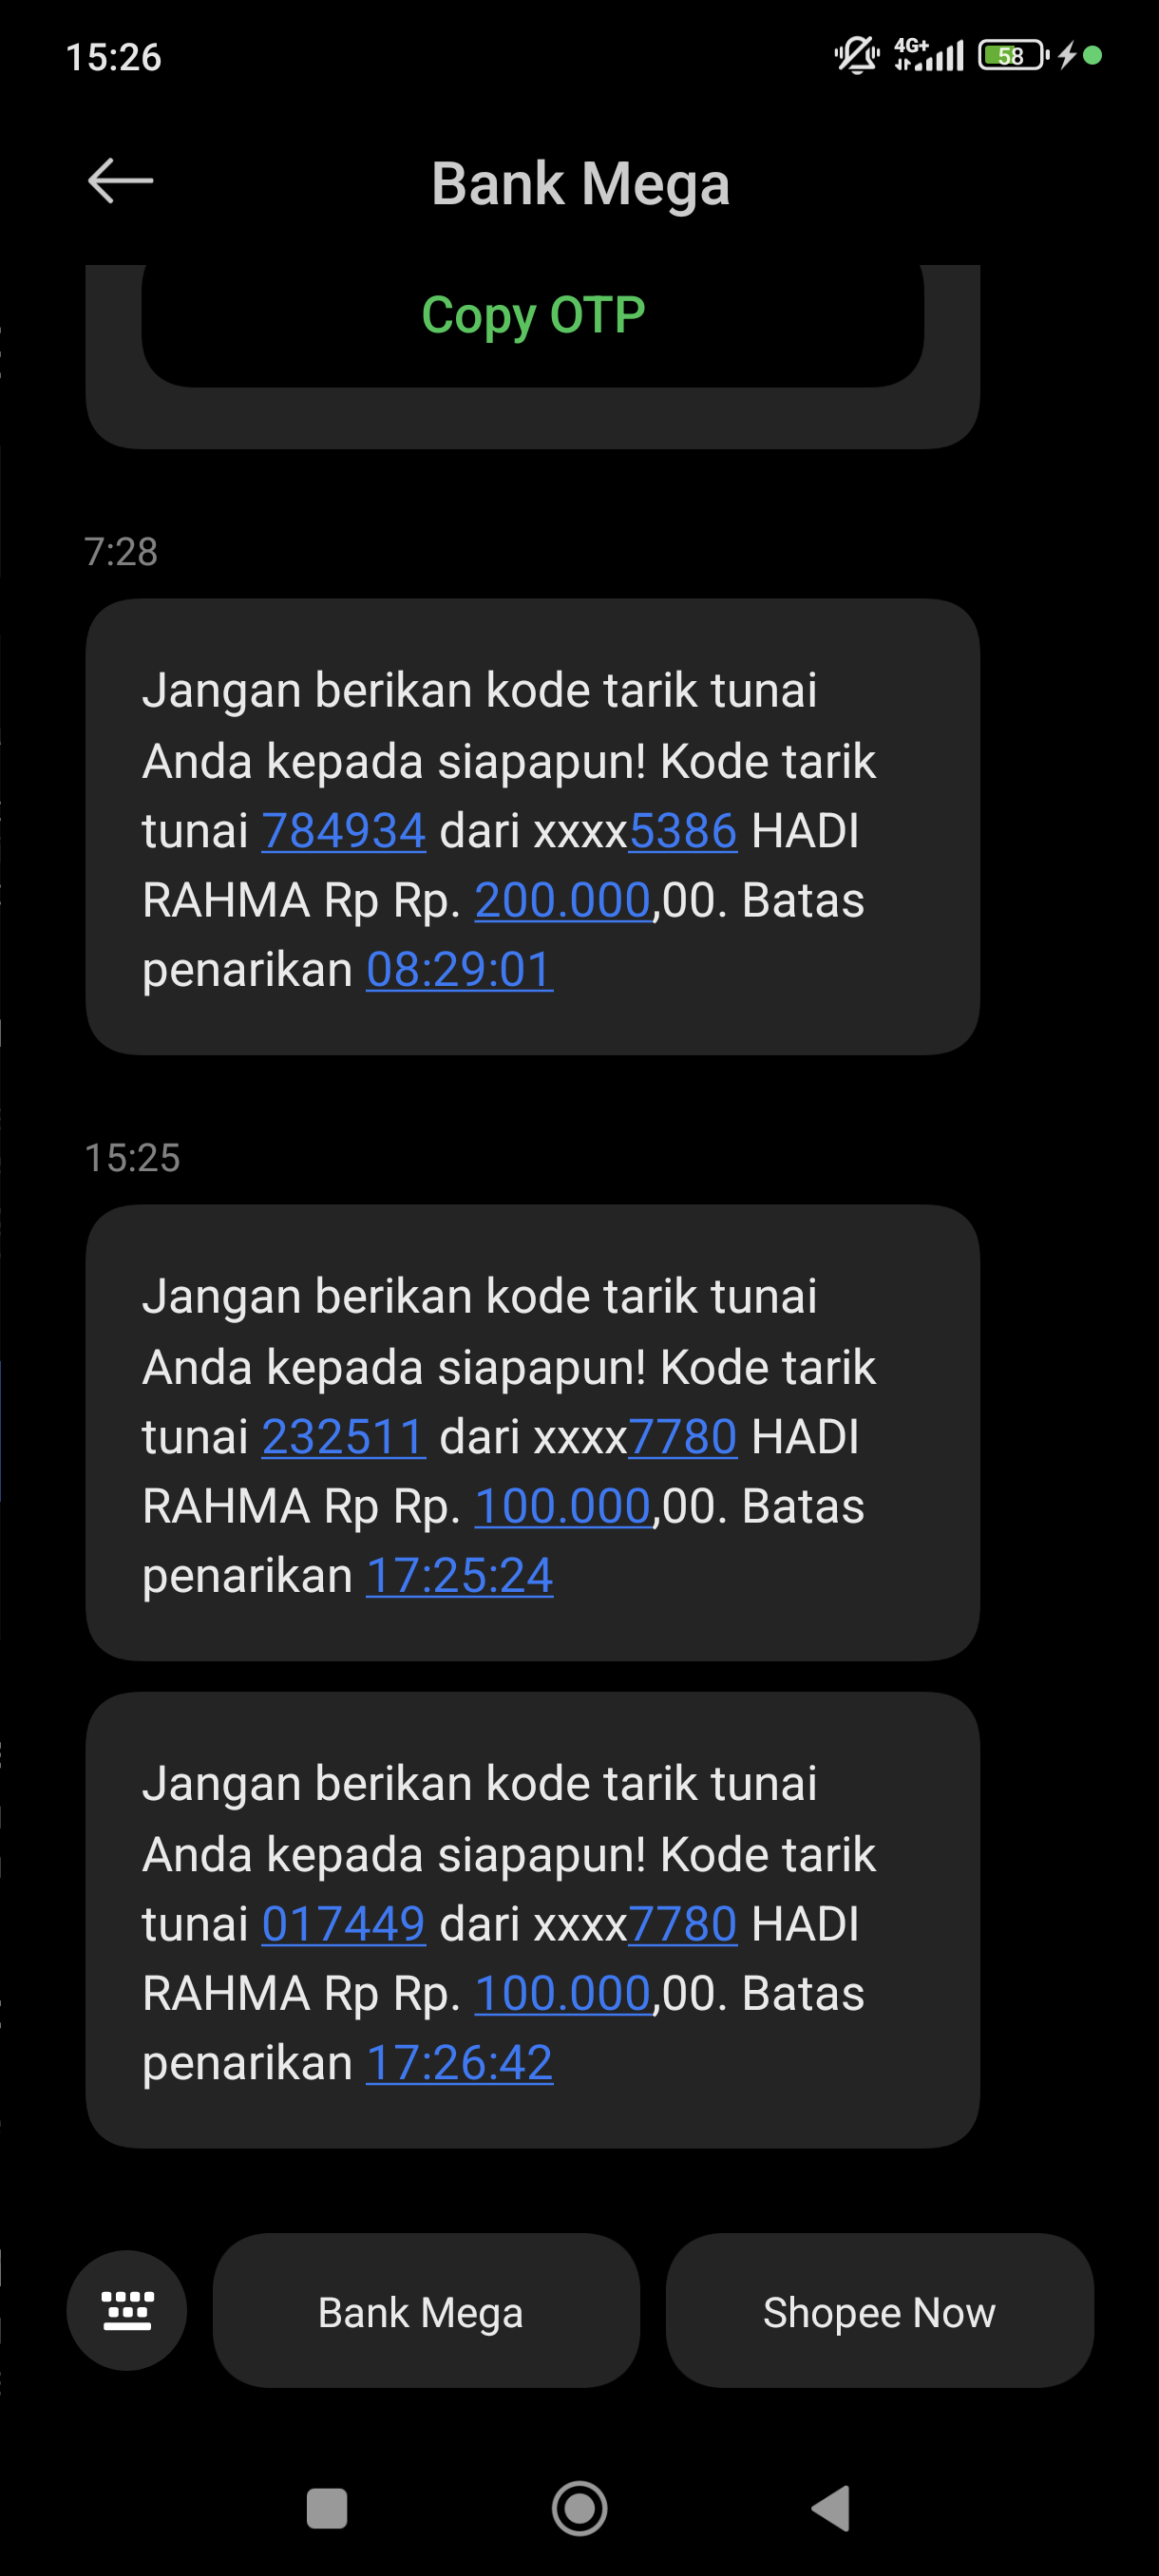 15:26
4G+
58
Bank Mega
Copy OTP
7:28
Jangan berikan kode tarik tunai
Anda kepada siapapun! Kode tarik
tunai 784934 dari xxxx5386 HADI
RAHMA Rp Rp. 200.000,00. Batas
penarikan 08:29:01
15:25
Jangan berikan kode tarik tunai
Anda kepada siapapun! Kode tarik
tunai 232511 dari xxxx7780 HADI
RAHMA Rp Rp. 100.000,00. Batas
penarikan 17:25:24
Jangan berikan kode tarik tunai
Anda kepada siapapun! Kode tarik
tunai 017449 dari xxxx7780 HADI
RAHMA Rp Rp. 100.000,00. Batas
penarikan 17:26:42
Bank Mega
Shopee Now